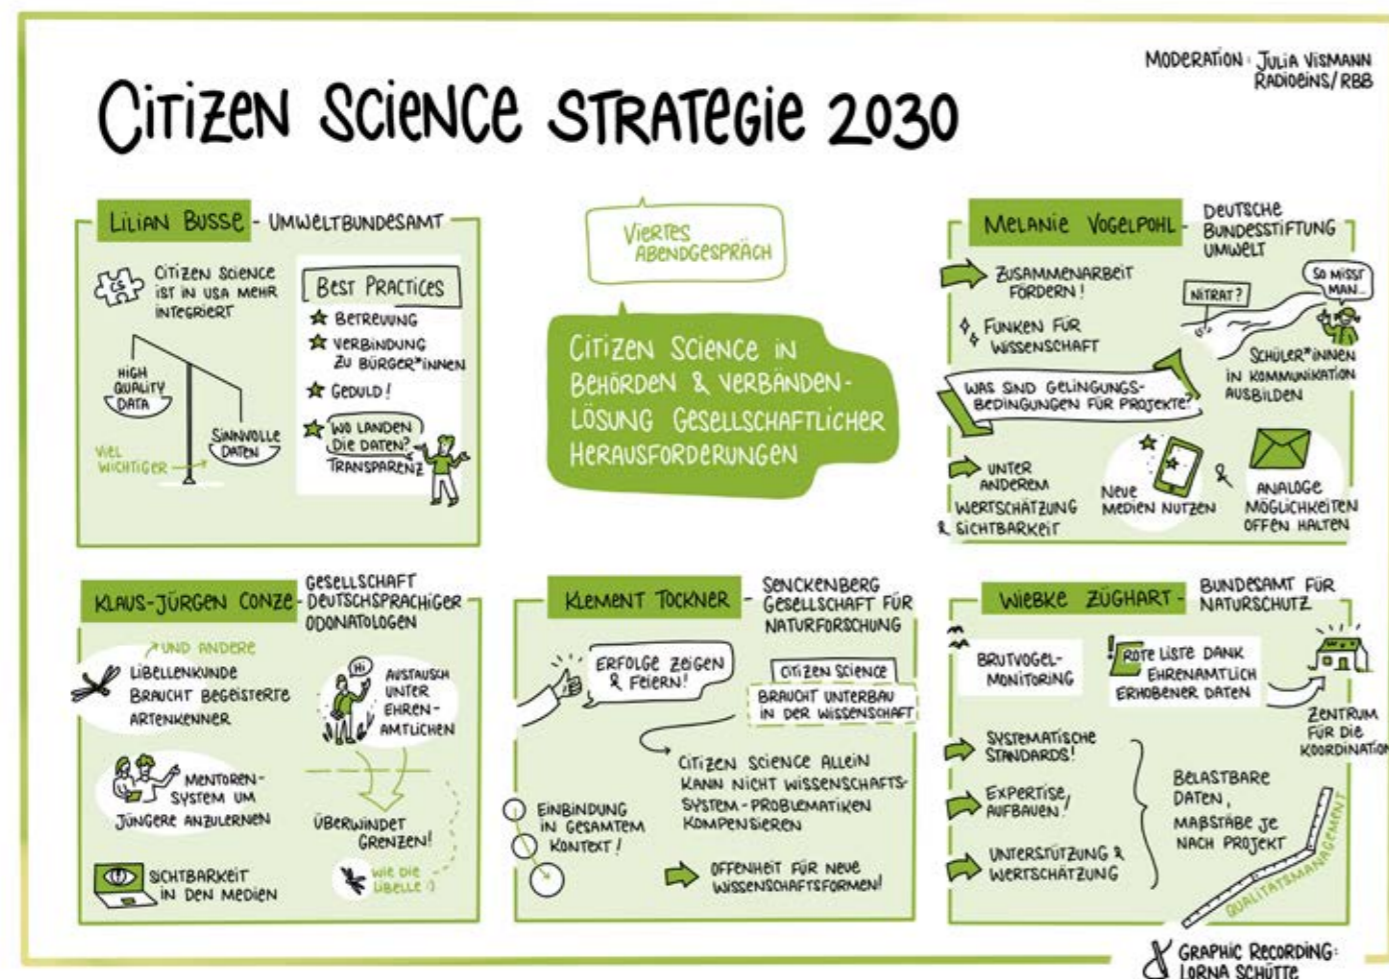 CITIZEN SCIENCE STRATEGIE 2030
MODERATION: JULIA VISMANN
RADIOEINS/RBB
LILIAN BUSSE - UMWELTBUNDESAMT
CS
CITIZEN SCIENCE
IST IN USA MEHR
INTEGRIERT
HIGH
QUALITY
DATA
SINNVOLLE
DATEN
VIEL
WICHTIGER
BEST PRACTICES
BETREUUNG
VERBINDUNG
ZU BÜRGER*INNEN
GEDULD!
WO LANDEN
DIE DATEN?
TRANSPARENZ
VIERTES
ABENDGESPRÄCH
CITIZEN SCIENCE IN
BEHÖRDEN & VERBÄNDEN-
LÖSUNG GESELLSCHAFTLICHER
HERAUSFORDERUNGEN
MELANIE VOGELPOHL - DEUTSCHE
BUNDESSTIFTUNG
UMWELT
ZUSAMMENARBEIT
FÖRDERN!
FUNKEN FÜR
WISSENSCHAFT
NITRAT?
SO MISST
MAN...
SCHÜLER*INNEN
IN KOMMUNIKATION
AUSBILDEN
WAS SIND GELINGUNGS-
BEDINGUNGEN FÜR PROJEKTE?
UNTER
ANDEREM
WERTSCHÄTZUNG
& SICHTBARKEIT
NEUE
MEDIEN NUTZEN
&
ANALOGE
MÖGLICHKEITEN
OFFEN HALTEN
KLAUS-JÜRGEN CONZE - GESELLSCHAFT
DEUTSCHSPRACHIGER
ODONATOLOGEN
UND ANDERE
LIBELLENKUNDE
BRAUCHT BEGEISTERTE
ARTENKENNER
HI
AUSTAUSCH
UNTER
EHREN-
AMTLICHEN
MENTOREN-
SYSTEM UM
JÜNGERE ANZULERNEN
ÜBERWINDET
GRENZEN!
WIE DIE
LIBELLE :)
SICHTBARKEIT
IN DEN MEDIEN
KLEMENT TOCKNER - SENCKENBERG
GESELLSCHAFT FÜR
NATURFORSCHUNG
ERFOLGE ZEIGEN
& FEIERN!
CITIZEN SCIENCE
BRAUCHT UNTERBAU
IN DER WISSENSCHAFT
CITIZEN SCIENCE ALLEIN
KANN NICHT WISSENSCHAFTS-
SYSTEM-PROBLEMATIKEN
KOMPENSIEREN
EINBINDUNG
IN GESAMTEM
KONTEXT!
OFFENHEIT FÜR NEUE
WISSENSCHAFTSFORMEN!
WIEBKE ZÜGHART - BUNDESAMT FÜR
NATURSCHUTZ
BRUTVOGEL-
MONITORING
! ROTE LISTE DANK
EHRENAMTLICH
ERHOBENER DATEN
ZENTRUM
FÜR DIE
KOORDINATION
SYSTEMATISCHE
STANDARDS!
EXPERTISE
AUFBAUEN!
UNTERSTÜTZUNG &
WERTSCHÄTZUNG
BELASTBARE
DATEN,
MAßSTÄBE JE
NACH PROJEKT
QUALITÄTSMANAGEMENT
GRAPHIC RECORDING:
LORNA SCHÜTTE